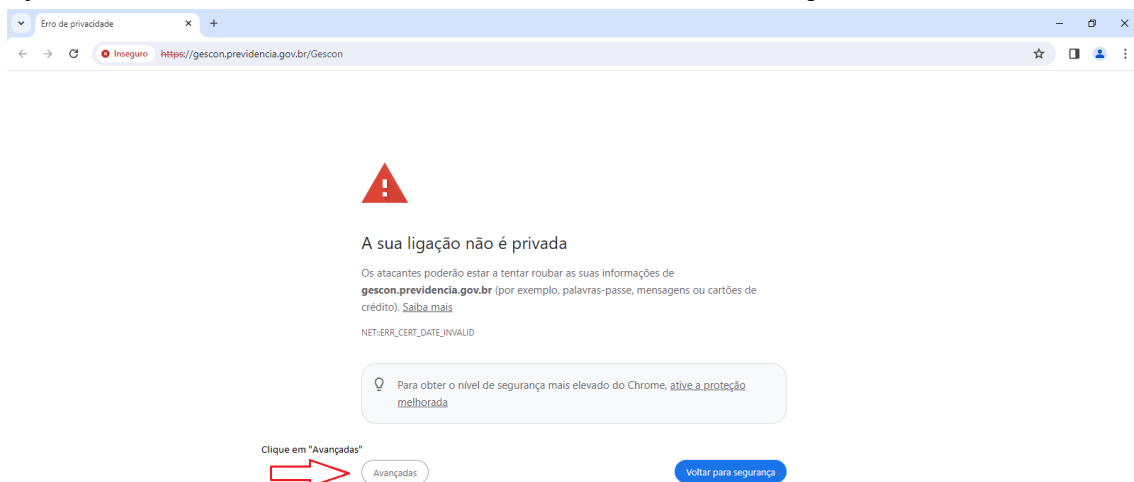 Erro de privacidade
Inseguro https://gescon.previdencia.gov.br/Gescon
A sua ligação não é privada
Os atacantes poderão estar a tentar roubar as suas informações de
gescon.previdencia.gov.br (por exemplo, palavras-passe, mensagens ou cartões de
crédito). Saiba mais
NET::ERR_CERT_DATE_INVALID
Para obter o nível de segurança mais elevado do Chrome, ative a proteção
melhorada
Clique em "Avançadas"
Avançadas
Voltar para segurança